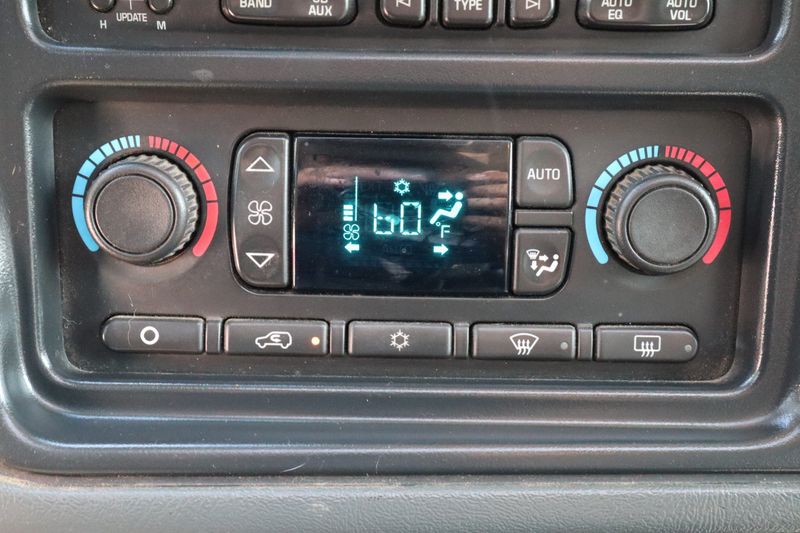 H UPDATE M
BAND
AUX
TYPE
AUTO
EQ
AUTO
VOL
AUTO
60
°F